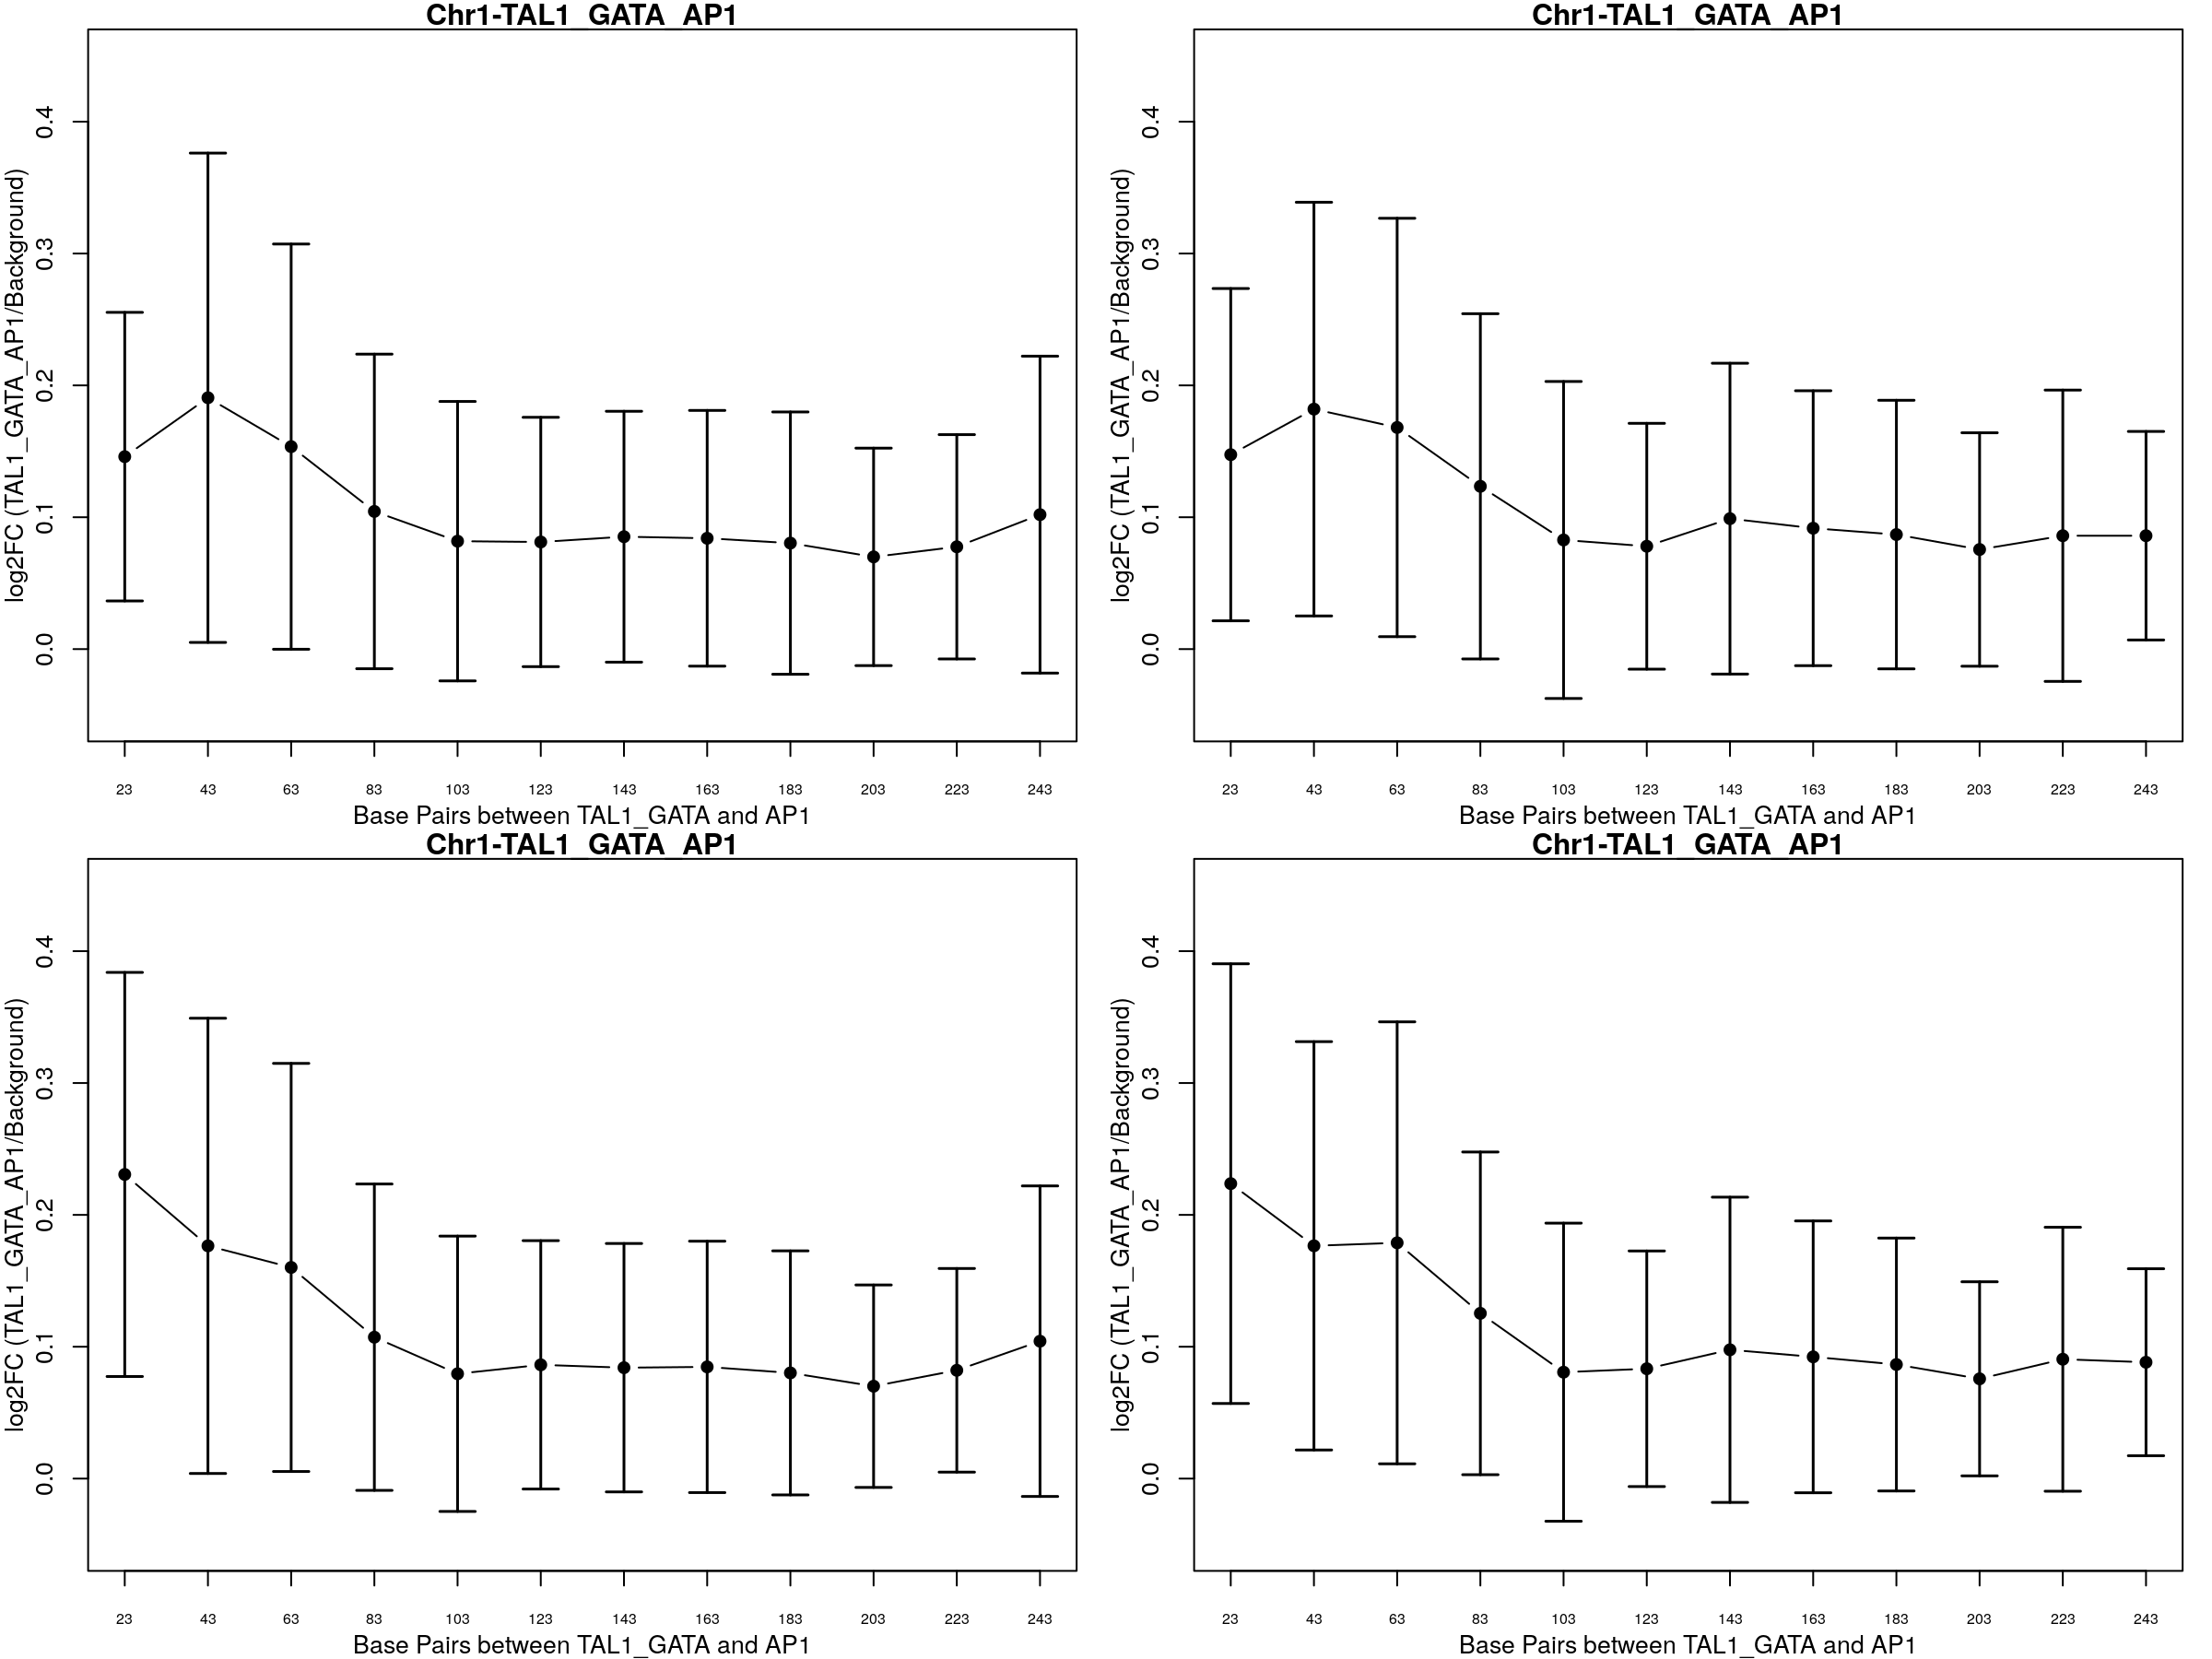 Chr1-TAL1_GATA_AP1
log2FC (TAL1_GATA_AP1/Background)
0.4
0.3
0.2
0.1
0.0
23 43 63 83 103 123 143 163 183 203 223 243
Base Pairs between TAL1_GATA and AP1
Chr1-TAL1_GATA_AP1
log2FC (TAL1_GATA_AP1/Background)
0.4
0.3
0.2
0.1
0.0
23 43 63 83 103 123 143 163 183 203 223 243
Base Pairs between TAL1_GATA and AP1
Chr1-TAL1_GATA_AP1
log2FC (TAL1_GATA_AP1/Background)
0.4
0.3
0.2
0.1
0.0
23 43 63 83 103 123 143 163 183 203 223 243
Base Pairs between TAL1_GATA and AP1
Chr1-TAL1_GATA_AP1
log2FC (TAL1_GATA_AP1/Background)
0.4
0.3
0.2
0.1
0.0
23 43 63 83 103 123 143 163 183 203 223 243
Base Pairs between TAL1_GATA and AP1